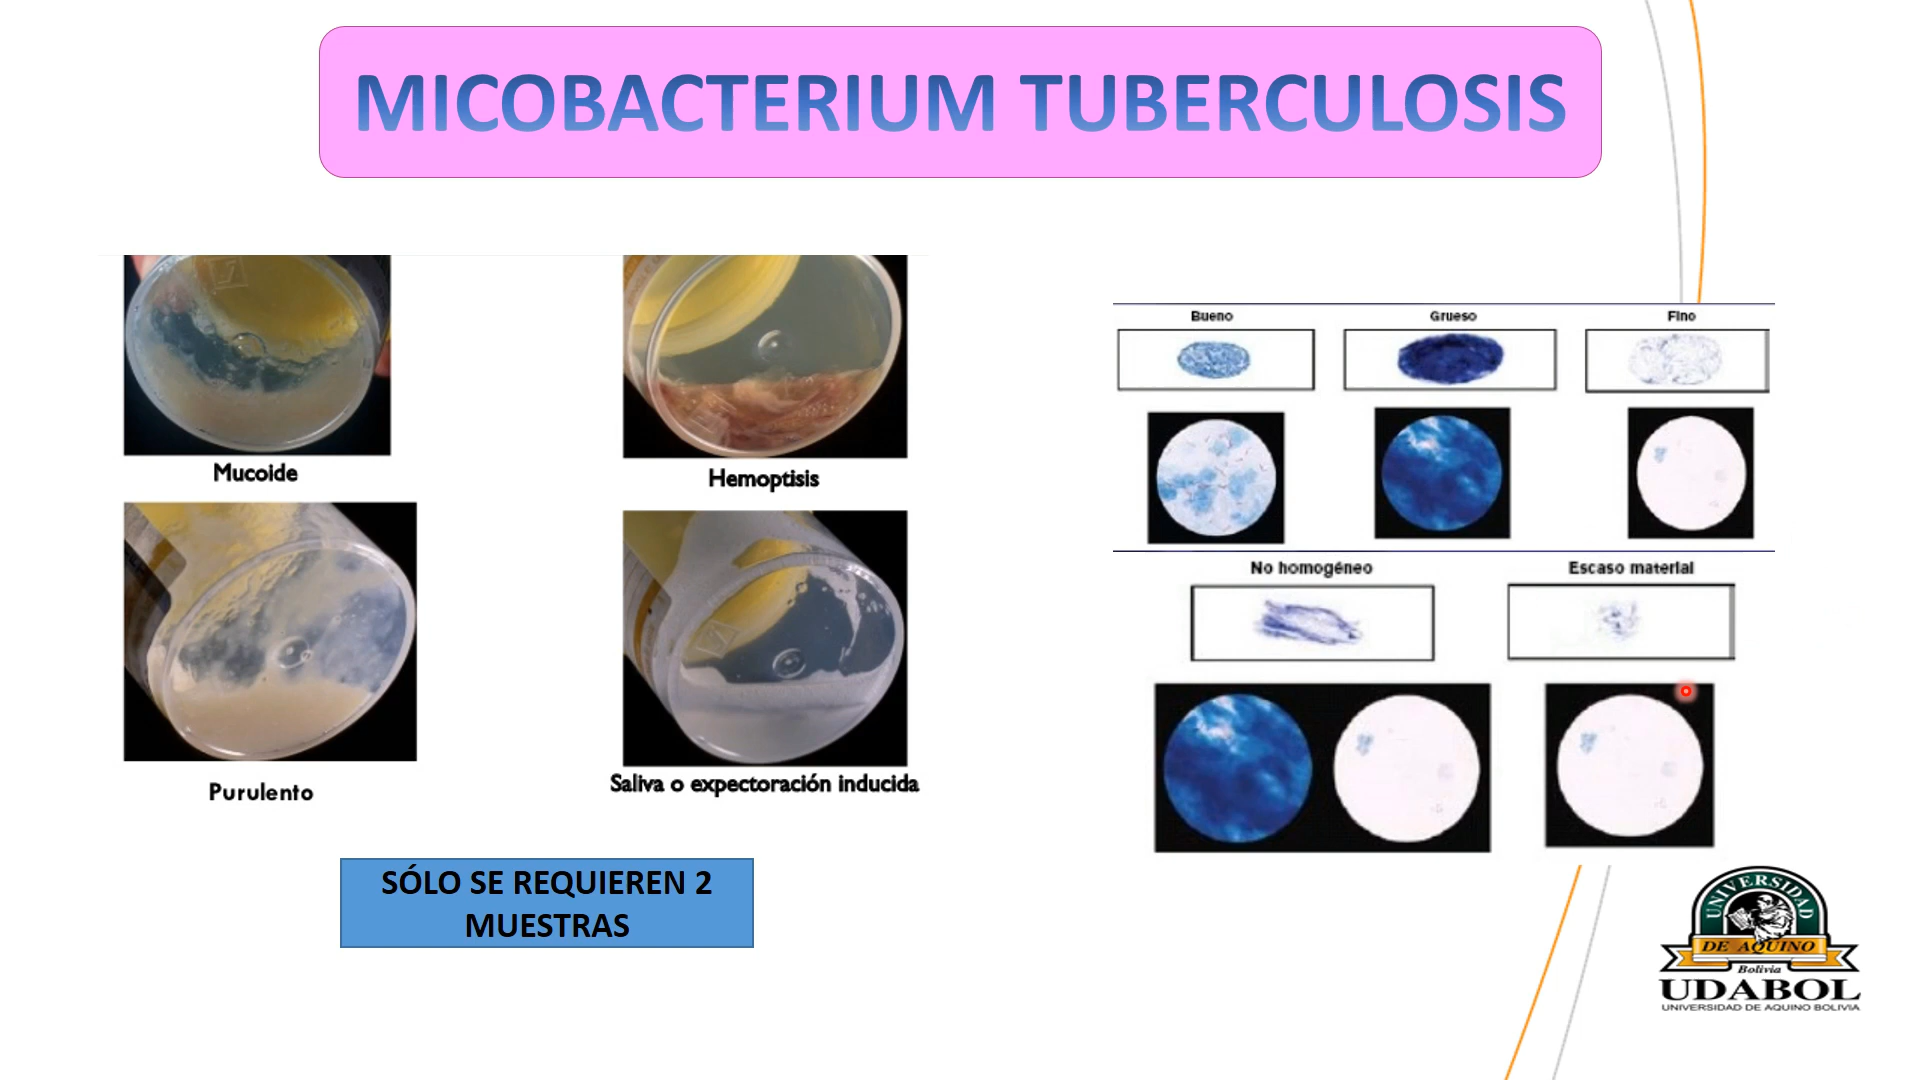 MICOBACTERIUM TUBERCULOSIS
Mucoide
Hemoptisis
Purulento
Saliva o expectoración inducida
SÓLO SE REQUIEREN 2
MUESTRAS
Bueno
Grueso
Fino
No homogéneo
Escaso material
UNIVERSIDAD
DE AQUINO
Bolivia
UDABOL
UNIVERSIDAD DE AQUINO BOLIVIA